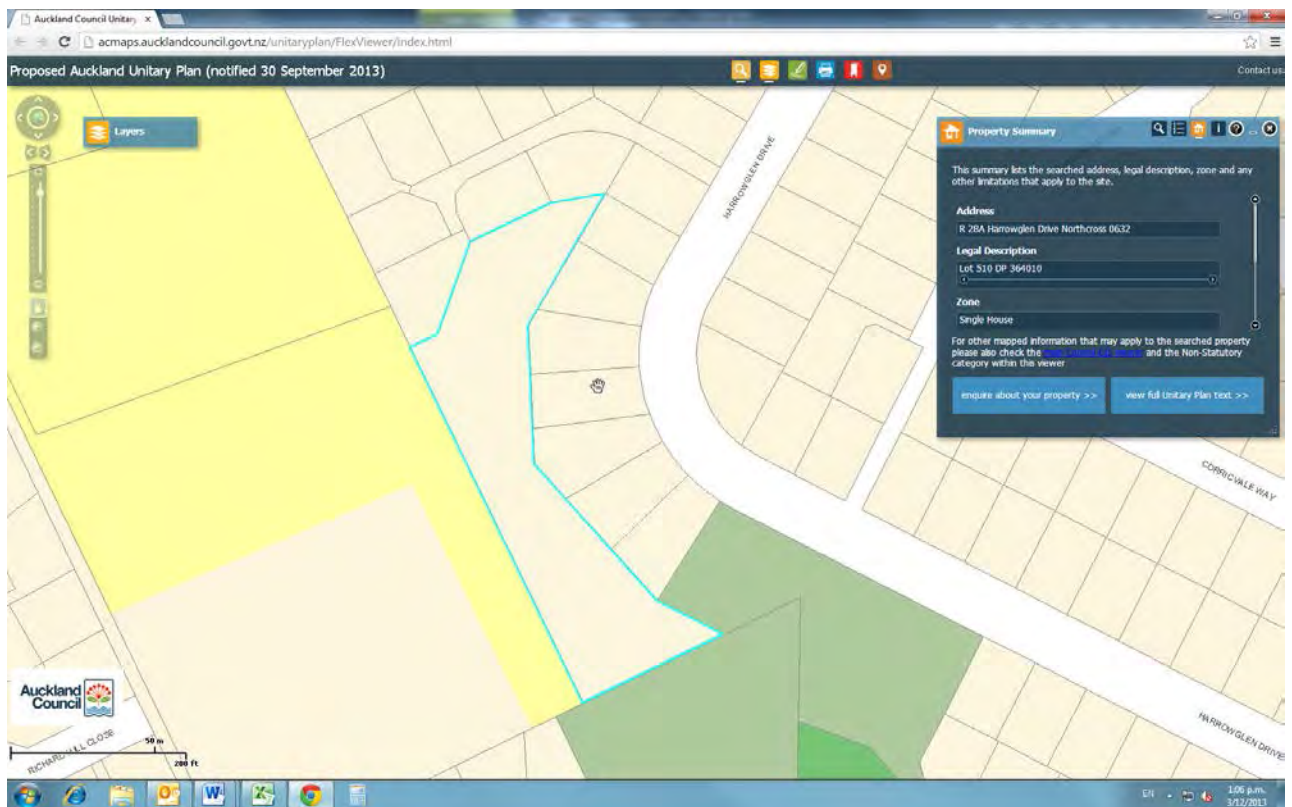 Auckland Council Unitary
acmaps.aucklandcouncil.govt.nz/unitaryplan/FlexViewer/index.html
Proposed Auckland Unitary Plan (notified 30 September 2013)
Contact us
Layers
HARROWGLEN DRIVE
Property Summary
This summary lists the searched address, legal description, zone and any
other limitations that apply to the site.
Address
R 28A Harrowglen Drive Northcross 0632
Legal Description
Lot 510 DP 364010
Zone
Single House
For other mapped information that may apply to the searched property
please also check the
and the Non-Statutory
category within this viewer
enquire about your property >>
view full Unitary Plan text >>
CORRICVALE WAY
Auckland
Council
HARROWGLEN DRIVE
CLOSE
50 m
200 ft
EN
1:06 p.m.
3/12/2013